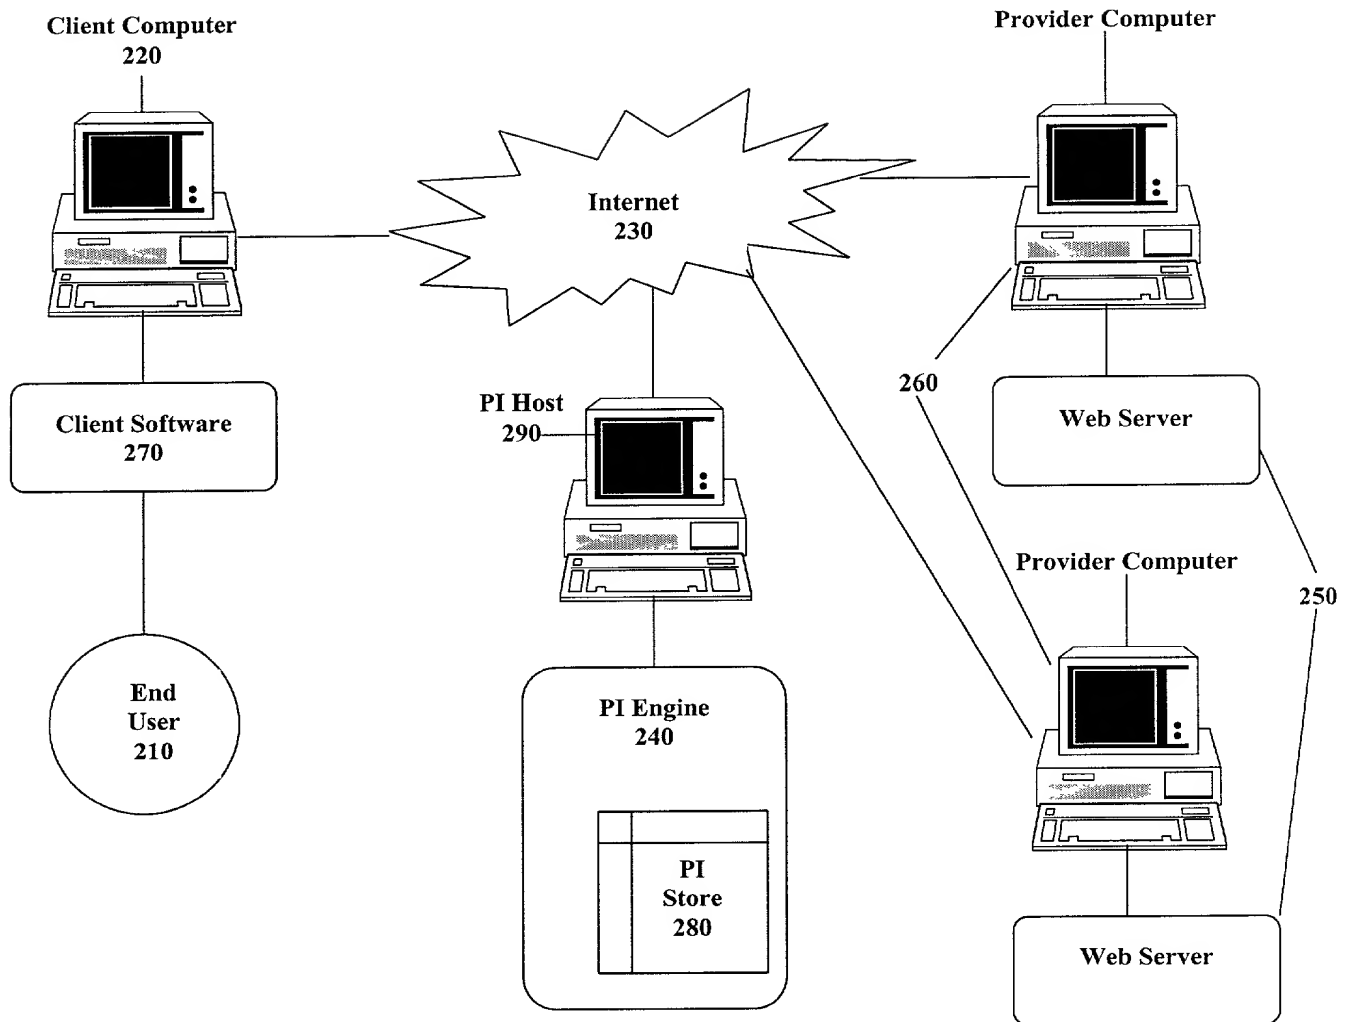 Client Computer
220
Provider Computer
Internet
230
260
PI Host
290
Client Software
270
Web Server
Provider Computer
250
End
User
210
PI Engine
240
PI
Store
280
Web Server